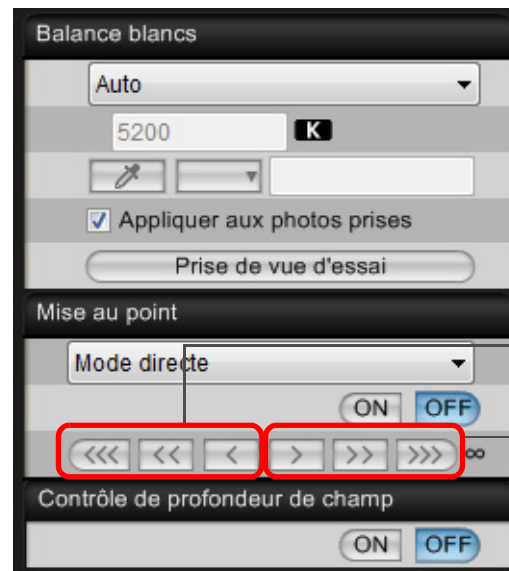 Balance blancs
Auto
5200 K
Appliquer aux photos prises
Prise de vue d'essai
Mise au point
Mode directe
ON OFF
<<< << < > >> >>> ∞
Contrôle de profondeur de champ
ON OFF